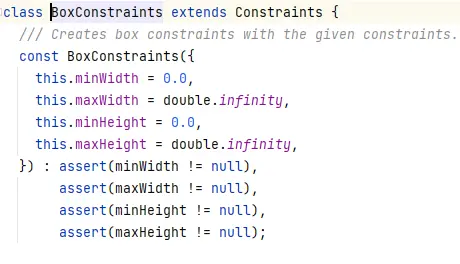 class BoxConstraints extends Constraints {
  /// Creates box constraints with the given constraints.
  const BoxConstraints({
    this.minWidth = 0.0,
    this.maxWidth = double.infinity,
    this.minHeight = 0.0,
    this.maxHeight = double.infinity,
  }) : assert(minWidth != null),
       assert(maxWidth != null),
       assert(minHeight != null),
       assert(maxHeight != null);